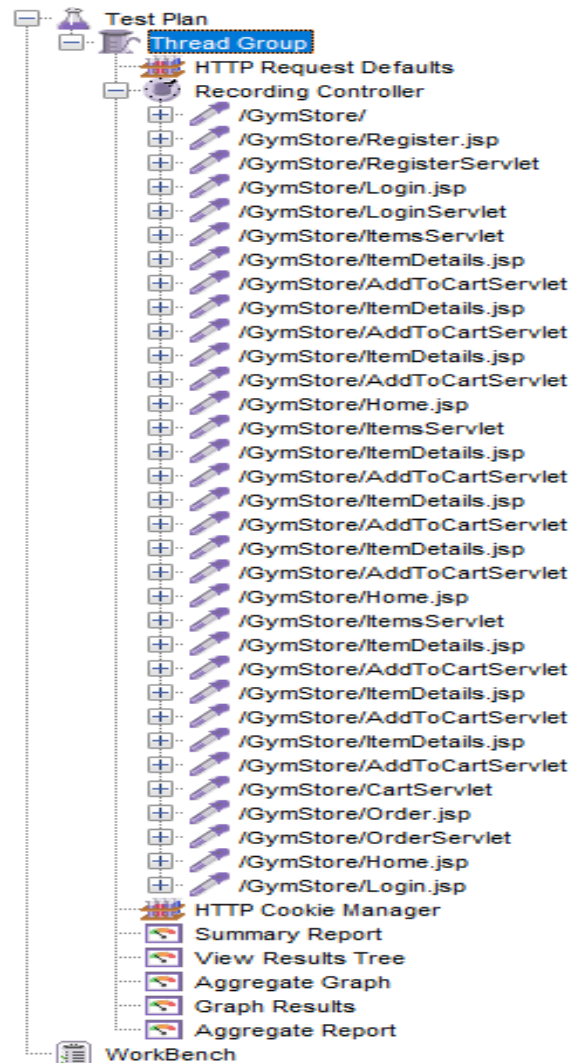 Test Plan
Thread Group
HTTP Request Defaults
Recording Controller
/GymStore/
/GymStore/Register.jsp
/GymStore/RegisterServlet
/GymStore/Login.jsp
/GymStore/LoginServlet
/GymStore/ItemsServlet
/GymStore/ItemDetails.jsp
/GymStore/AddToCartServlet
/GymStore/ItemDetails.jsp
/GymStore/AddToCartServlet
/GymStore/ItemDetails.jsp
/GymStore/AddToCartServlet
/GymStore/Home.jsp
/GymStore/ItemsServlet
/GymStore/ItemDetails.jsp
/GymStore/AddToCartServlet
/GymStore/ItemDetails.jsp
/GymStore/AddToCartServlet
/GymStore/ItemDetails.jsp
/GymStore/AddToCartServlet
/GymStore/Home.jsp
/GymStore/ItemsServlet
/GymStore/ItemDetails.jsp
/GymStore/AddToCartServlet
/GymStore/ItemDetails.jsp
/GymStore/AddToCartServlet
/GymStore/ItemDetails.jsp
/GymStore/AddToCartServlet
/GymStore/CartServlet
/GymStore/Order.jsp
/GymStore/OrderServlet
/GymStore/Home.jsp
/GymStore/Login.jsp
HTTP Cookie Manager
Summary Report
View Results Tree
Aggregate Graph
Graph Results
Aggregate Report
WorkBench